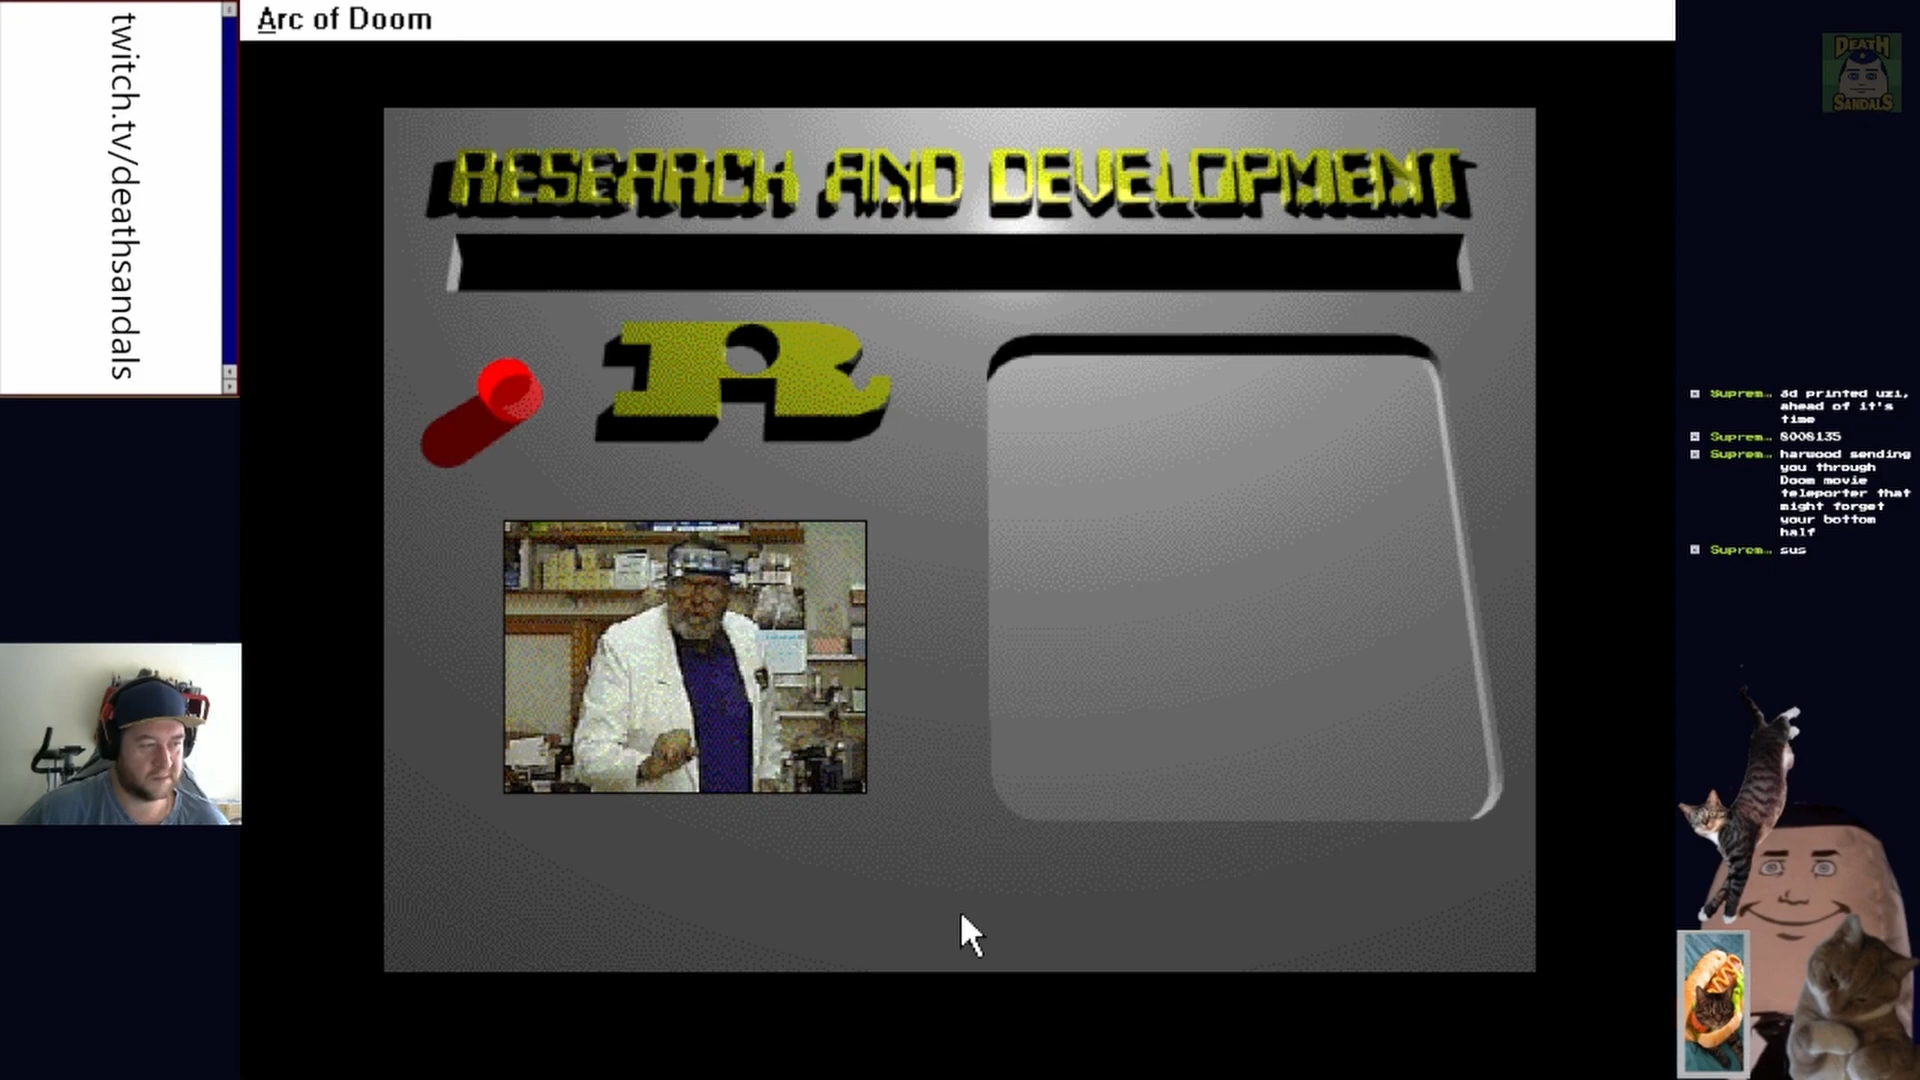 twitch.tv/deathsandals
Arc of Doom
DEATH
SANDALS
RESEARCH AND DEVELOPMENT
R
Suprem… 3d printed uzi,
ahead of it's
time
Suprem… 8008135
Suprem… harwood sending
you through
Doom movie
teleporter that
might forget
your bottom
half
Suprem… sus